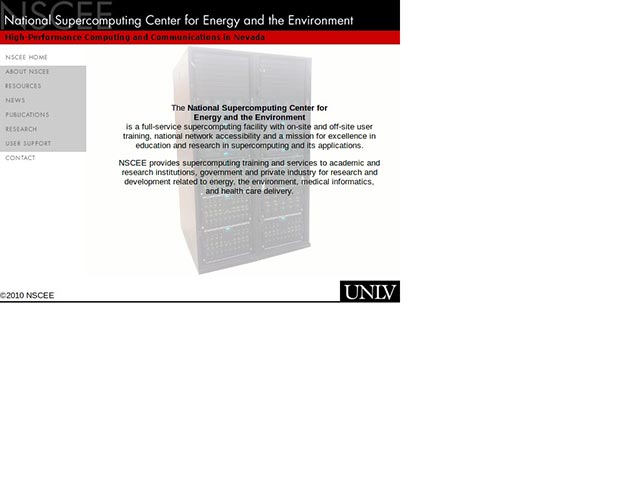 NSCEE
National Supercomputing Center for Energy and the Environment
High-Performance Computing and Communications in Nevada
NSCEE HOME
ABOUT NSCEE
RESOURCES
NEWS
PUBLICATIONS
RESEARCH
USER SUPPORT
CONTACT
The National Supercomputing Center for
Energy and the Environment
is a full-service supercomputing facility with on-site and off-site user
training, national network accessibility and a mission for excellence in
education and research in supercomputing and its applications.
NSCEE provides supercomputing training and services to academic and
research institutions, government and private industry for research and
development related to energy, the environment, medical informatics,
and health care delivery.
©2010 NSCEE
UNLV